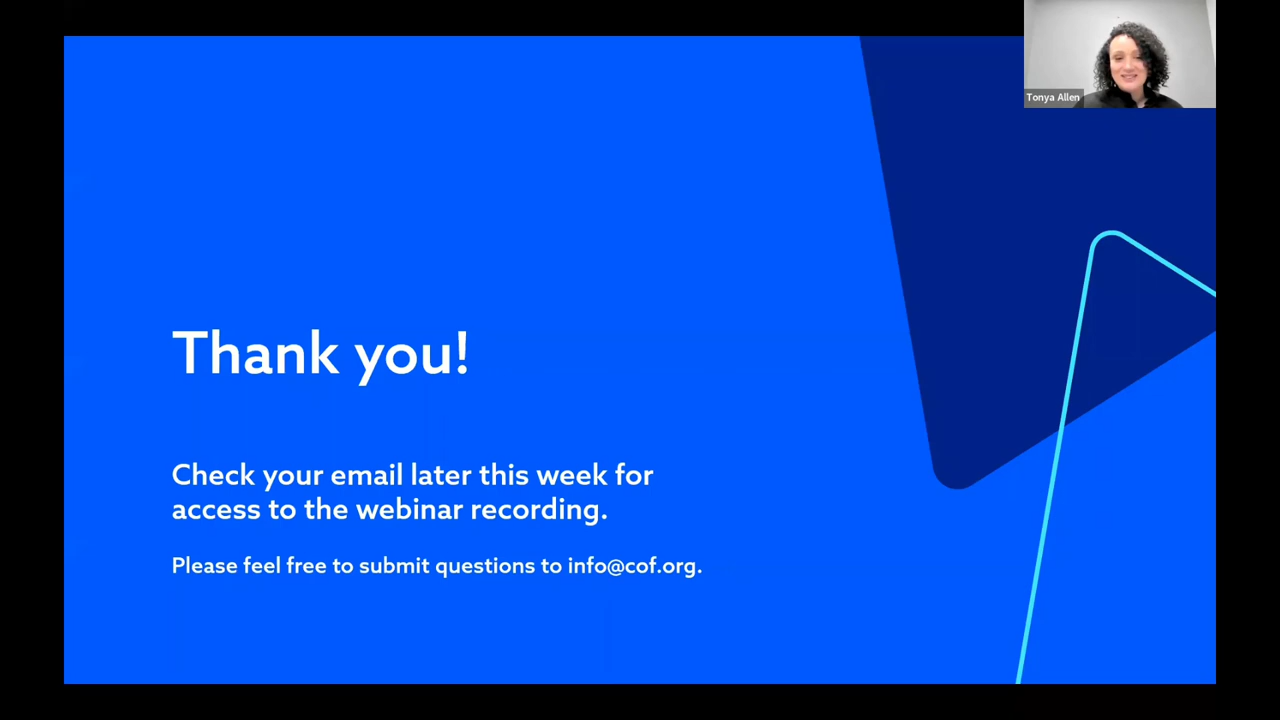 Tonya Allen
Thank you!
Check your email later this week for
access to the webinar recording.
Please feel free to submit questions to info@cof.org.